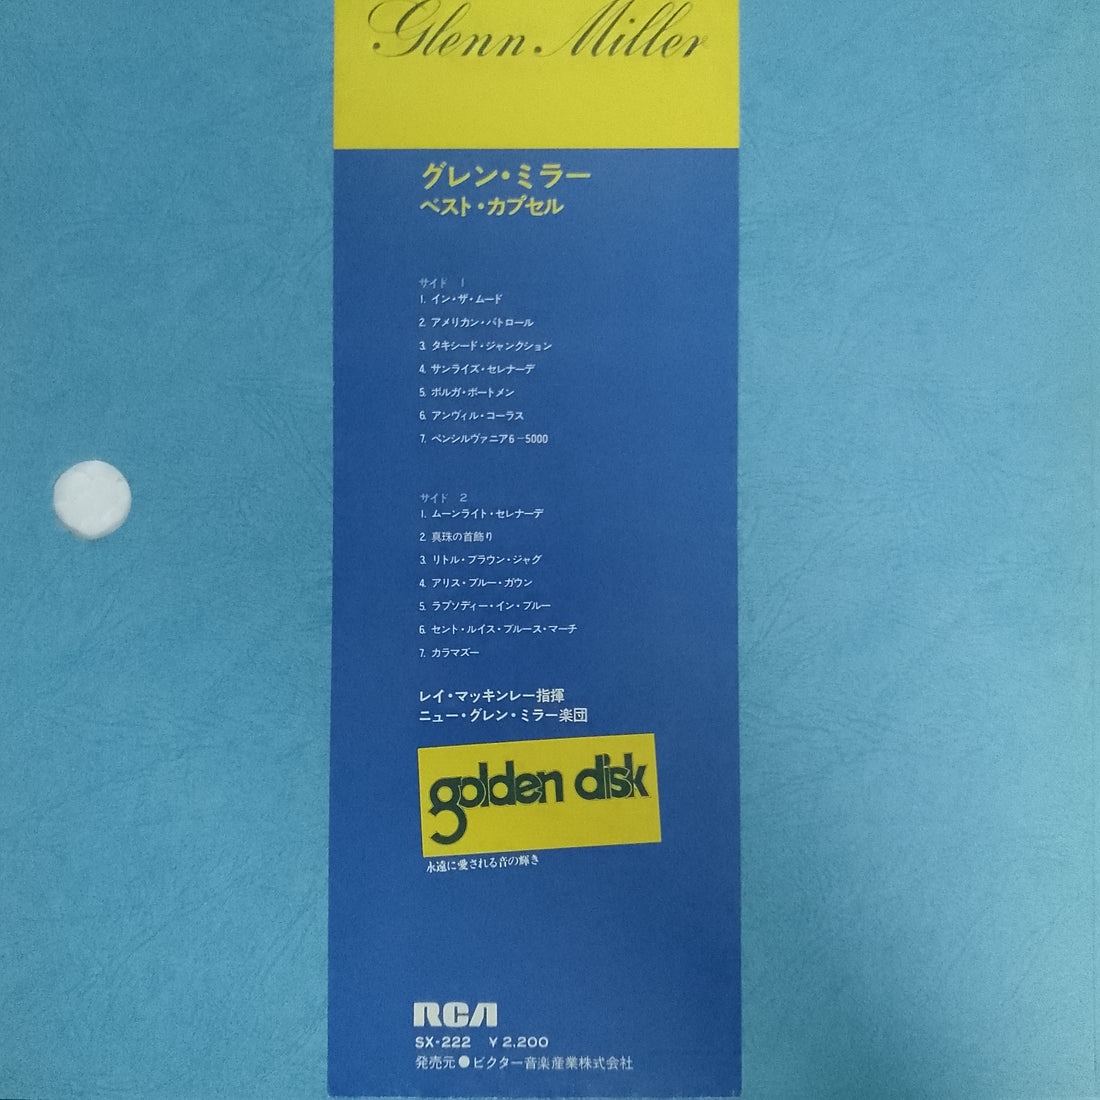 Glenn Miller
グレン・ミラー
ベスト・カプセル
サイド 1
1. イン・ザ・ムード
2. アメリカン・パトロール
3. タキシード・ジャンクション
4. サンライズ・セレナーデ
5. ボルガ・ボートメン
6. アンヴィル・コーラス
7. ペンシルヴァニア6-5000
サイド 2
1. ムーンライト・セレナーデ
2. 真珠の首飾り
3. リトル・ブラウン・ジャグ
4. アリス・ブルー・ガウン
5. ラプソディー・イン・ブルー
6. セント・ルイス・ブルース・マーチ
7. カラマズー
レイ・マッキンレー指揮
ニュー・グレン・ミラー楽団
golden disk
永遠に愛される音の輝き
RCA
SX-222 ¥2,200
発売元●ビクター音楽産業株式会社